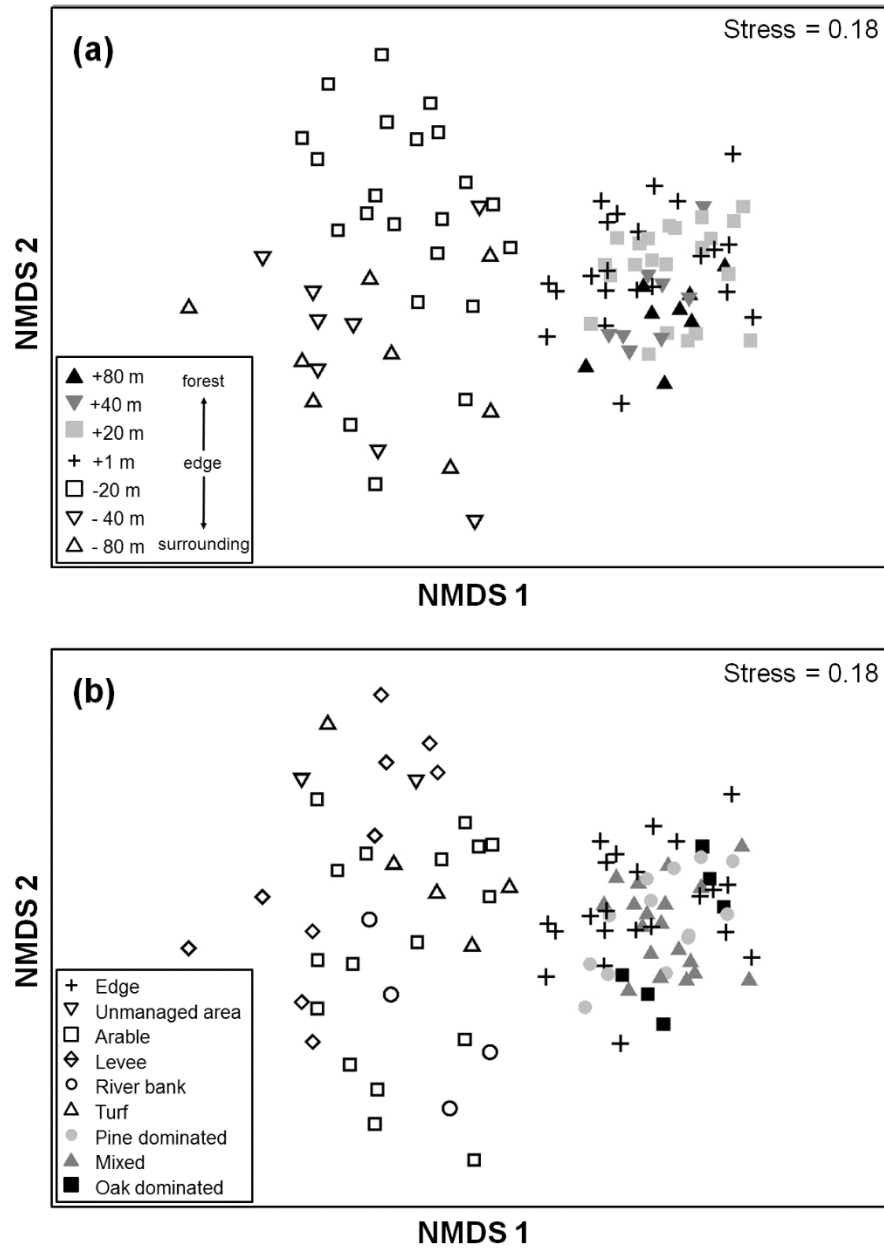 (a)
Stress = 0.18
NMDS 2
+80 m forest
+40 m
+20 m
+1 m edge
-20 m
- 40 m
- 80 m surrounding
NMDS 1
(b)
Stress = 0.18
NMDS 2
Edge
Unmanaged area
Arable
Levee
River bank
Turf
Pine dominated
Mixed
Oak dominated
NMDS 1